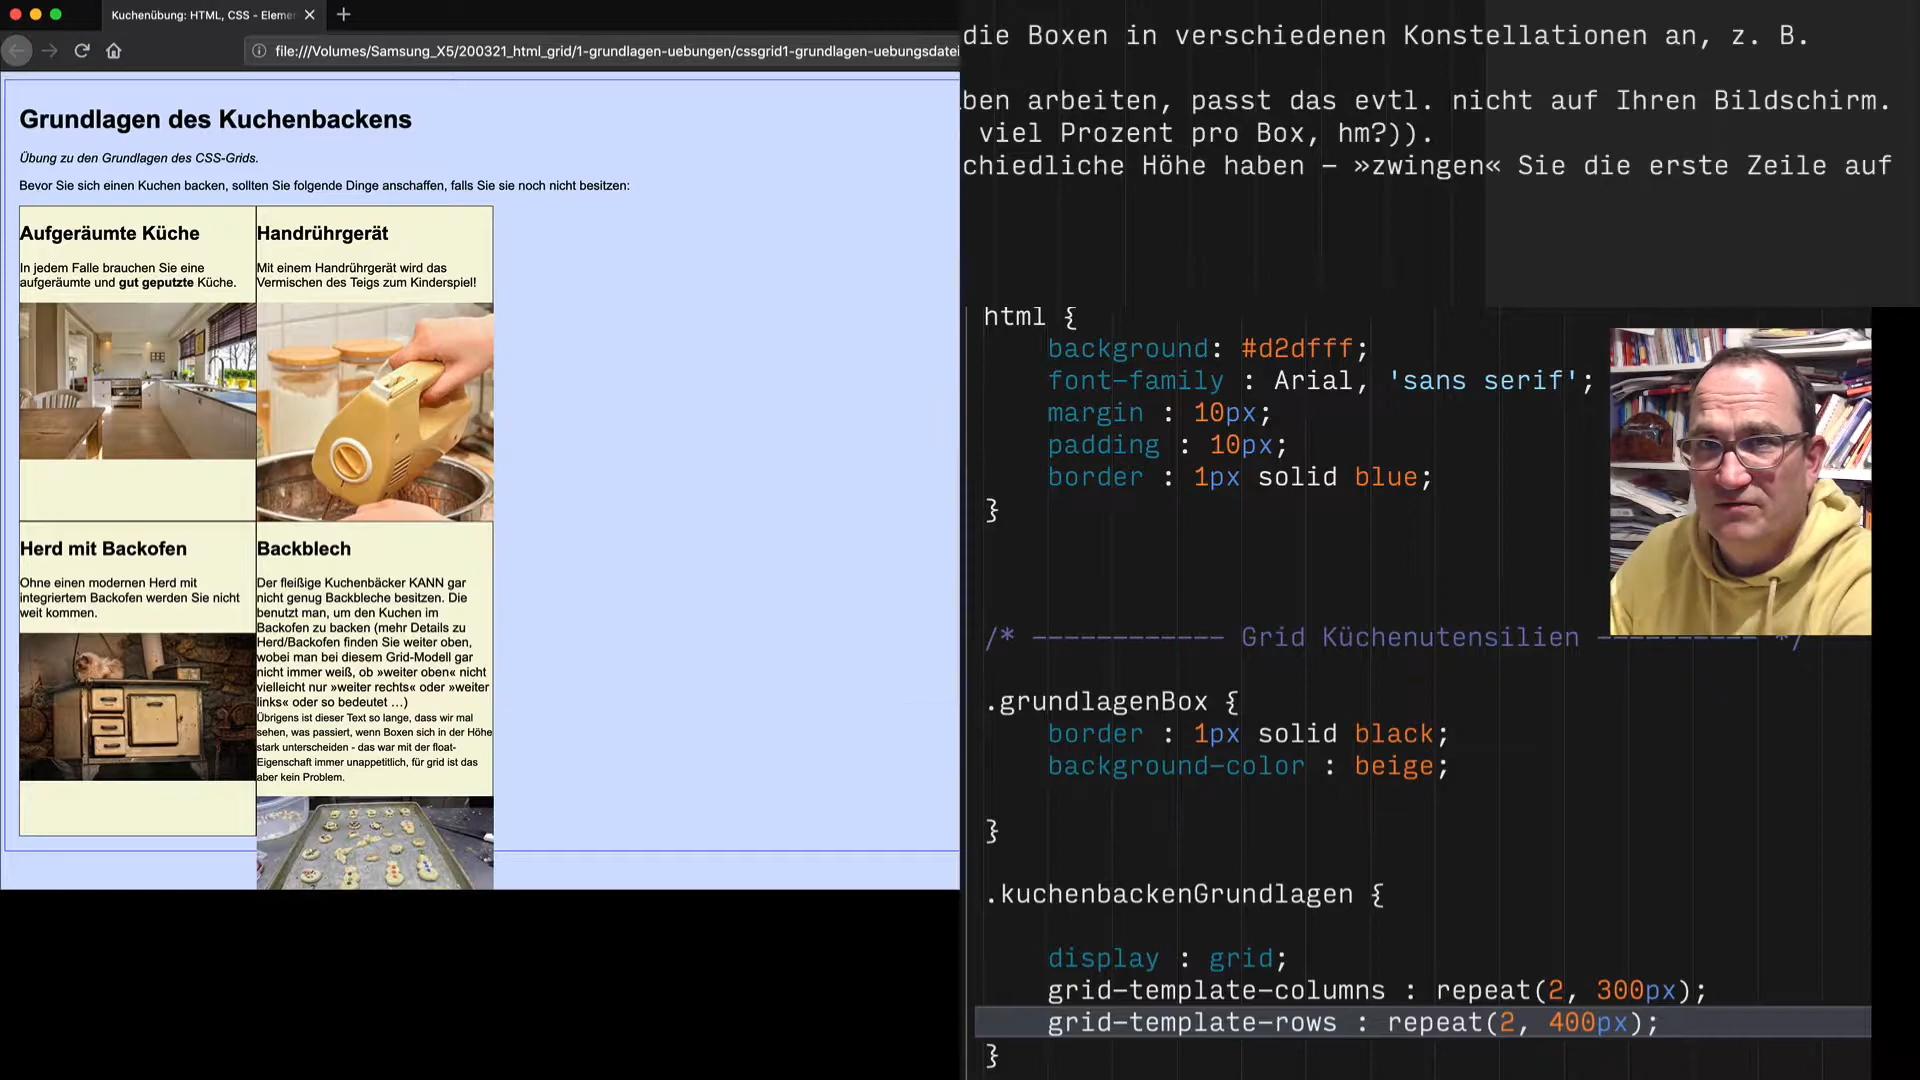 Kuchenübung: HTML, CSS - Eleme
file:///Volumes/Samsung_X5/200321_html_grid/1-grundlagen-uebungen/cssgrid1-grundlagen-uebungsdatei
Grundlagen des Kuchenbackens
Übung zu den Grundlagen des CSS-Grids.
Bevor Sie sich einen Kuchen backen, sollten Sie folgende Dinge anschaffen, falls Sie sie noch nicht besitzen:
Aufgeräumte Küche
In jedem Falle brauchen Sie eine
aufgeräumte und gut geputzte Küche.
Handrührgerät
Mit einem Handrührgerät wird das
Vermischen des Teigs zum Kinderspiel!
Herd mit Backofen
Ohne einen modernen Herd mit
integriertem Backofen werden Sie nicht
weit kommen.
Backblech
Der fleißige Kuchenbäcker KANN gar
nicht genug Backbleche besitzen. Die
benutzt man, um den Kuchen im
Backofen zu backen (mehr Details zu
Herd/Backofen finden Sie weiter oben,
wobei man bei diesem Grid-Modell gar
nicht immer weiß, ob »weiter oben« nicht
vielleicht nur »weiter rechts« oder »weiter
links« oder so bedeutet …)
Übrigens ist dieser Text so lange, dass wir mal
sehen, was passiert, wenn Boxen sich in der Höhe
stark unterscheiden - das war mit der float-
Eigenschaft immer unappetitlich, für grid ist das
aber kein Problem.
die Boxen in verschiedenen Konstellationen an, z. B.
ben arbeiten, passt das evtl. nicht auf Ihren Bildschirm.
viel Prozent pro Box, hm?)).
chiedliche Höhe haben – »zwingen« Sie die erste Zeile auf
html {
background: #d2dfff;
font-family : Arial, 'sans serif';
margin : 10px;
padding : 10px;
border : 1px solid blue;
}
/* ------------ Grid Küchenutensilien ---------- */
.grundlagenBox {
border : 1px solid black;
background-color : beige;
}
.kuchenbackenGrundlagen {
display : grid;
grid-template-columns : repeat(2, 300px);
grid-template-rows : repeat(2, 400px);
}